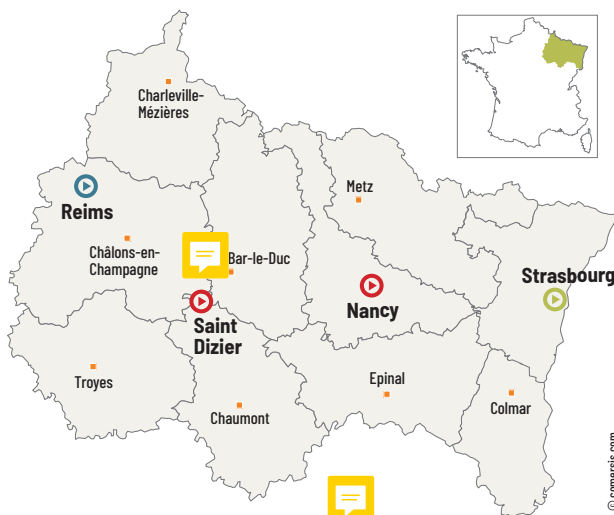 Charleville-
Mézières
Metz
Reims
Châlons-en-
Champagne
Bar-le-Duc
Strasbourg
Nancy
Saint
Dizier
Troyes
Epinal
Chaumont
Colmar
© comersis.com